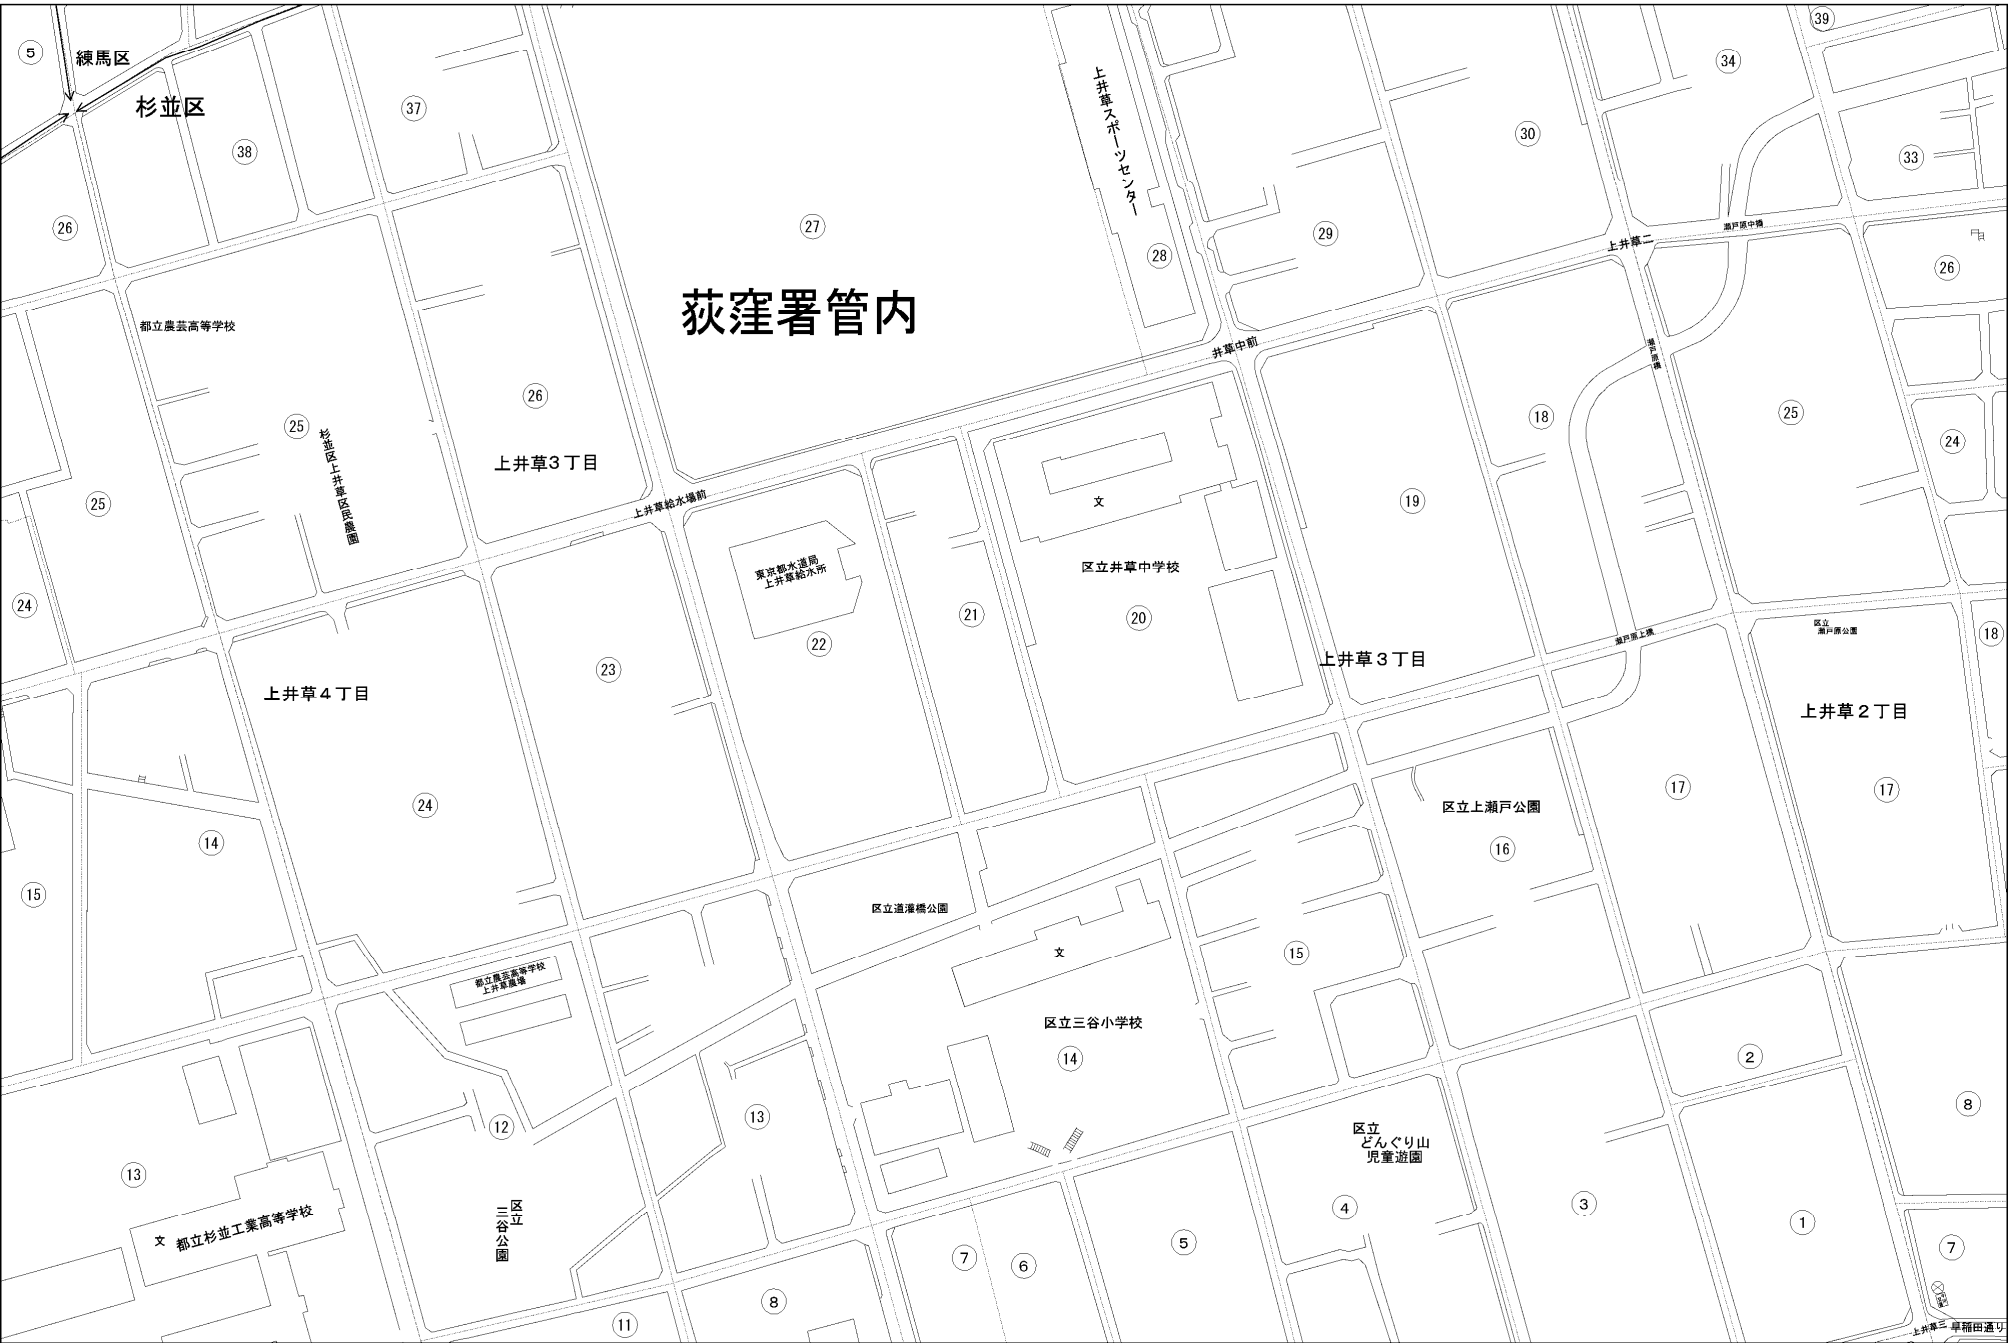 5
練馬区
杉並区
37
38
26
27
荻窪署管内
上井草スポーツセンター
28
29
30
34
39
33
上井草二
瀬戸原中橋
26
都立農芸高等学校
25
杉並区上井草区民農園
26
上井草3丁目
上井草給水場前
井草中前
瀬戸原橋
18
25
24
25
24
文
19
東京都水道局
上井草給水所
区立井草中学校
21
20
22
23
上井草4丁目
上井草3丁目
瀬戸原上橋
区立
瀬戸原公園
18
上井草2丁目
17
17
24
14
15
区立上瀬戸公園
16
区立道灌橋公園
文
15
都立農芸高等学校
上井草農場
区立三谷小学校
14
2
8
12
13
13
区立
どんぐり山
児童遊園
4
3
1
区立
三谷公園
文
都立杉並工業高等学校
7
6
5
7
8
11
上井草三
早稲田通り